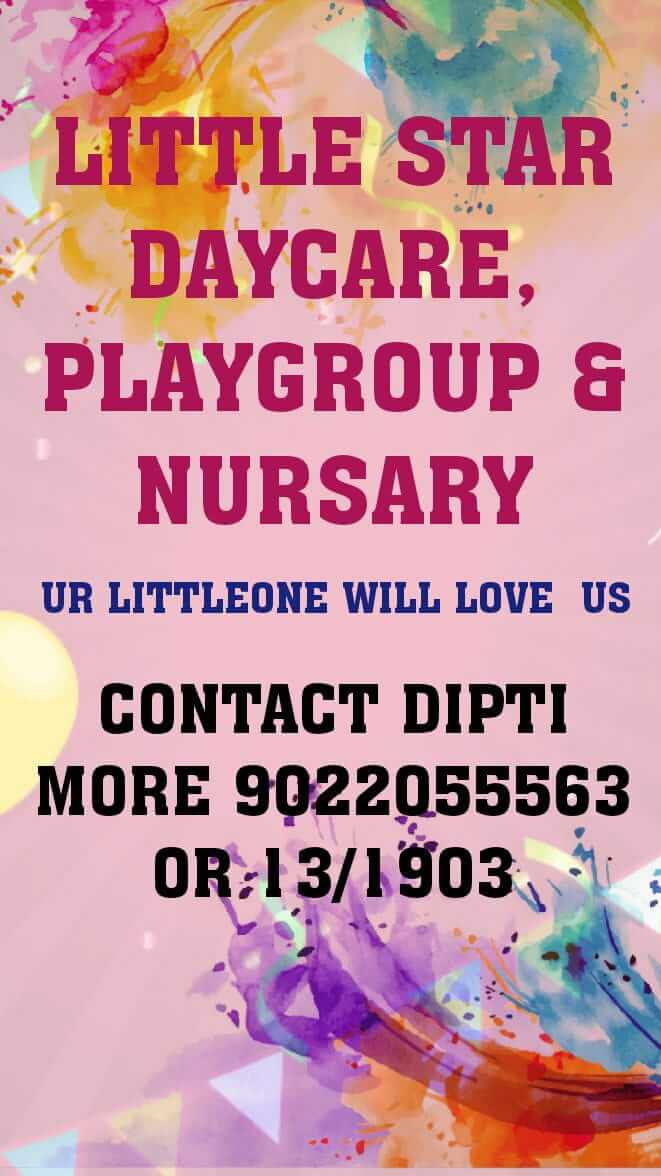 LITTLE STAR
DAYCARE,
PLAYGROUP &
NURSARY
UR LITTLEONE WILL LOVE US
CONTACT DIPTI
MORE 9022055563
OR 13/1903